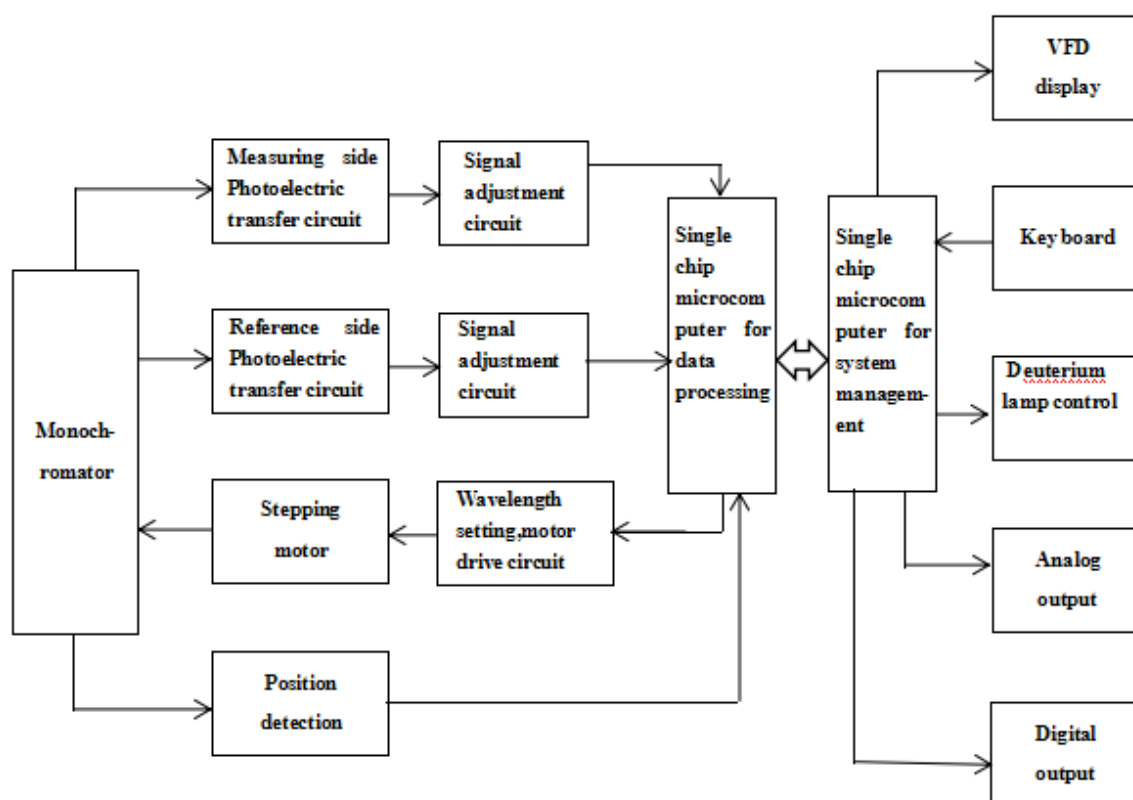 VFD
display
Measuring side
Photoelectric
transfer circuit
Signal
adjustment
circuit
Single
chip
microcom
puter for
data
processing
Single
chip
microcom
puter for
system
managem-
ent
Key board
Reference side
Photoelectric
transfer circuit
Signal
adjustment
circuit
Deuterium
lamp control
Monoch-
romator
Stepping
motor
Wavelength
setting,motor
drive circuit
Analog
output
Position
detection
Digital
output